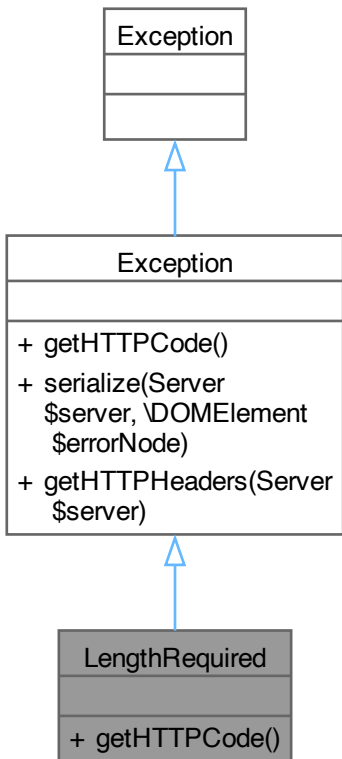 Exception
Exception
+ getHTTPCode()
+ serialize(Server
$server, \DOMElement
$errorNode)
+ getHTTPHeaders(Server
$server)
LengthRequired
+ getHTTPCode()